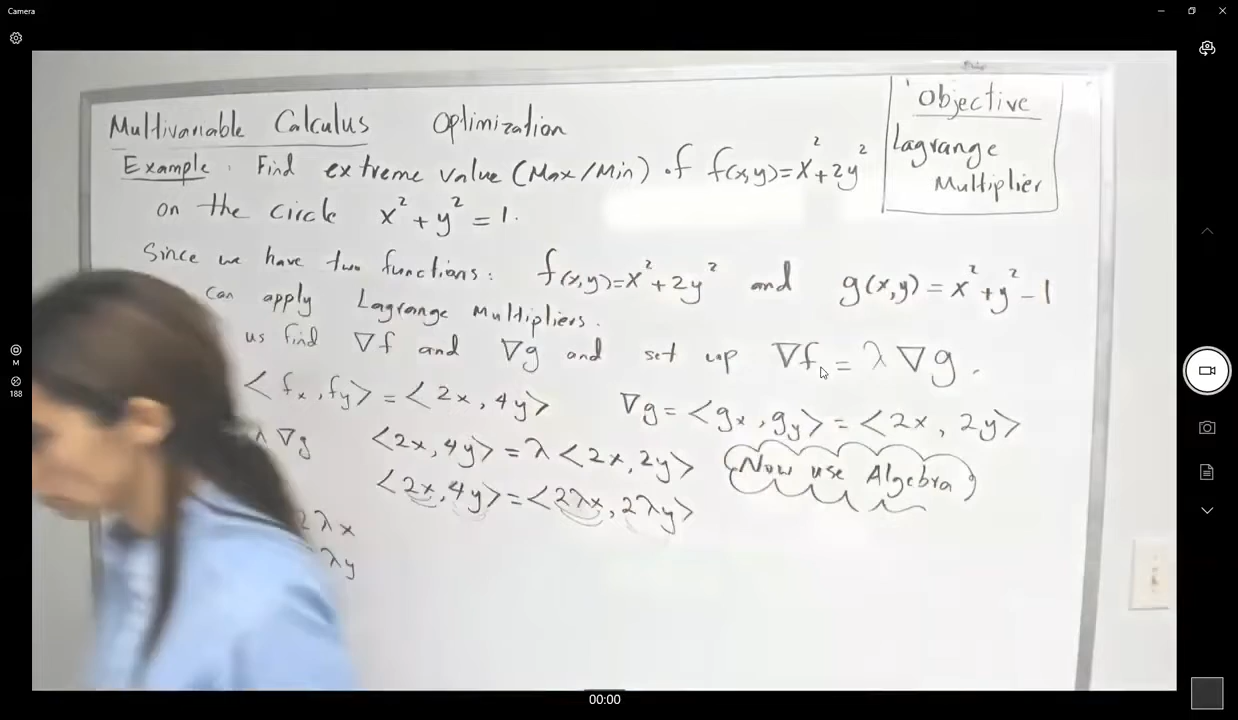 Camera
Multivariable Calculus Optimization
Objective
Lagrange
Multiplier
Example: Find extreme value (Max/Min) of f(x,y)=x²+2y²
on the circle x²+y²=1.
Since we have two functions: f(x,y)=x²+2y² and g(x,y)=x²+y²-1
can apply Lagrange Multipliers.
us find ∇f and ∇g and set up ∇f=λ∇g.
<fx,fy>=<2x,4y> ∇g=<gx,gy>=<2x,2y>
λ∇g <2x,4y>=λ<2x,2y> Now use Algebra
<2x,4y>=<2λx,2λy>
2λx
λy
188
M
00:00